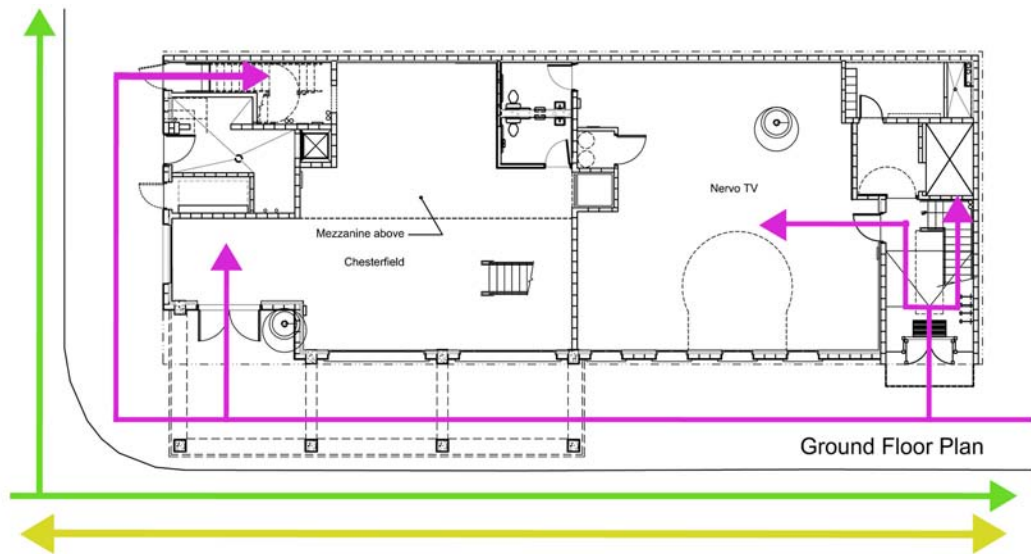 Nervo TV
Mezzanine above
Chesterfield
Ground Floor Plan